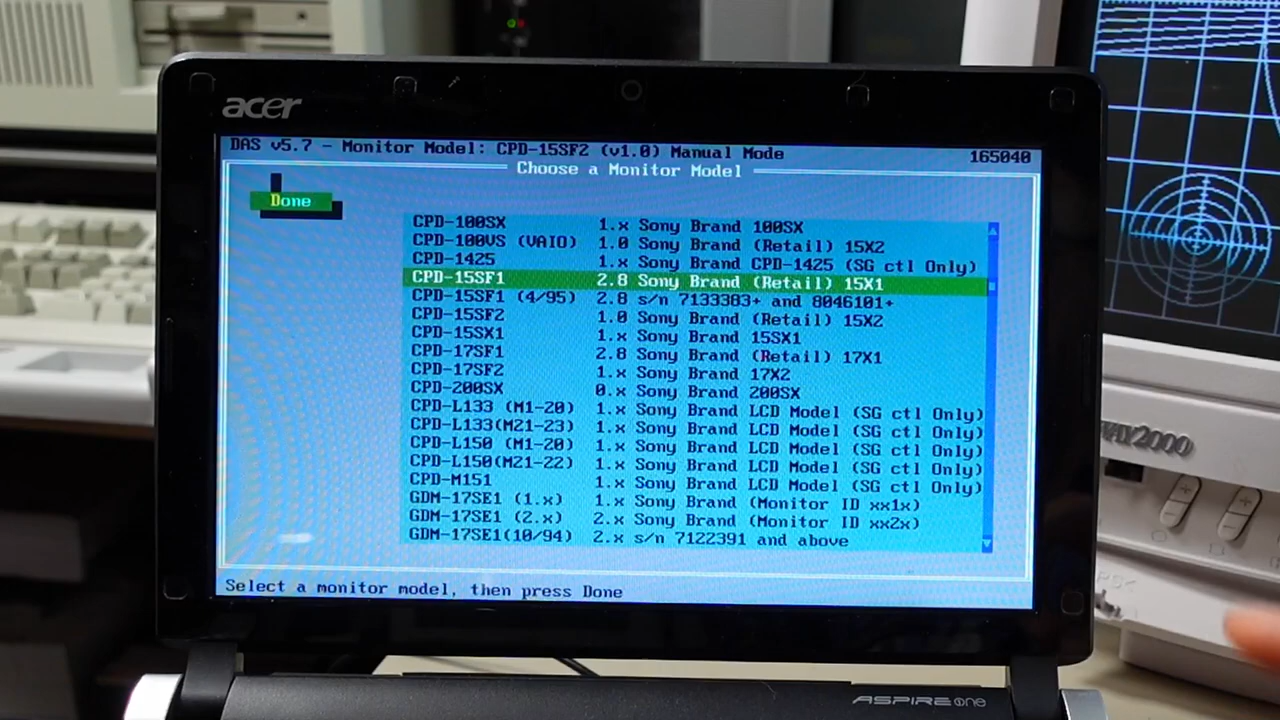 acer
DAS v5.7 - Monitor Model: CPD-15SF2 (v1.0) Manual Mode 165040
Choose a Monitor Model
Done
CPD-100SX 1.x Sony Brand 100SX
CPD-100VS (VAIO) 1.0 Sony Brand (Retail) 15X2
CPD-1425 1.x Sony Brand CPD-1425 (SG ctl Only)
CPD-15SF1 2.8 Sony Brand (Retail) 15X1
CPD-15SF1 (4/95) 2.8 s/n 7133383+ and 8046101+
CPD-15SF2 1.0 Sony Brand (Retail) 15X2
CPD-15SX1 1.x Sony Brand 15SX1
CPD-17SF1 2.8 Sony Brand (Retail) 17X1
CPD-17SF2 1.x Sony Brand 17X2
CPD-200SX 0.x Sony Brand 200SX
CPD-L133 (M1-20) 1.x Sony Brand LCD Model (SG ctl Only)
CPD-L133(M21-23) 1.x Sony Brand LCD Model (SG ctl Only)
CPD-L150 (M1-20) 1.x Sony Brand LCD Model (SG ctl Only)
CPD-L150(M21-22) 1.x Sony Brand LCD Model (SG ctl Only)
CPD-M151 1.x Sony Brand LCD Model (SG ctl Only)
GDM-17SE1 (1.x) 1.x Sony Brand (Monitor ID xx1x)
GDM-17SE1 (2.x) 2.x Sony Brand (Monitor ID xx2x)
GDM-17SE1(10/94) 2.x s/n 7122391 and above
Select a monitor model, then press Done
ASPIRE one